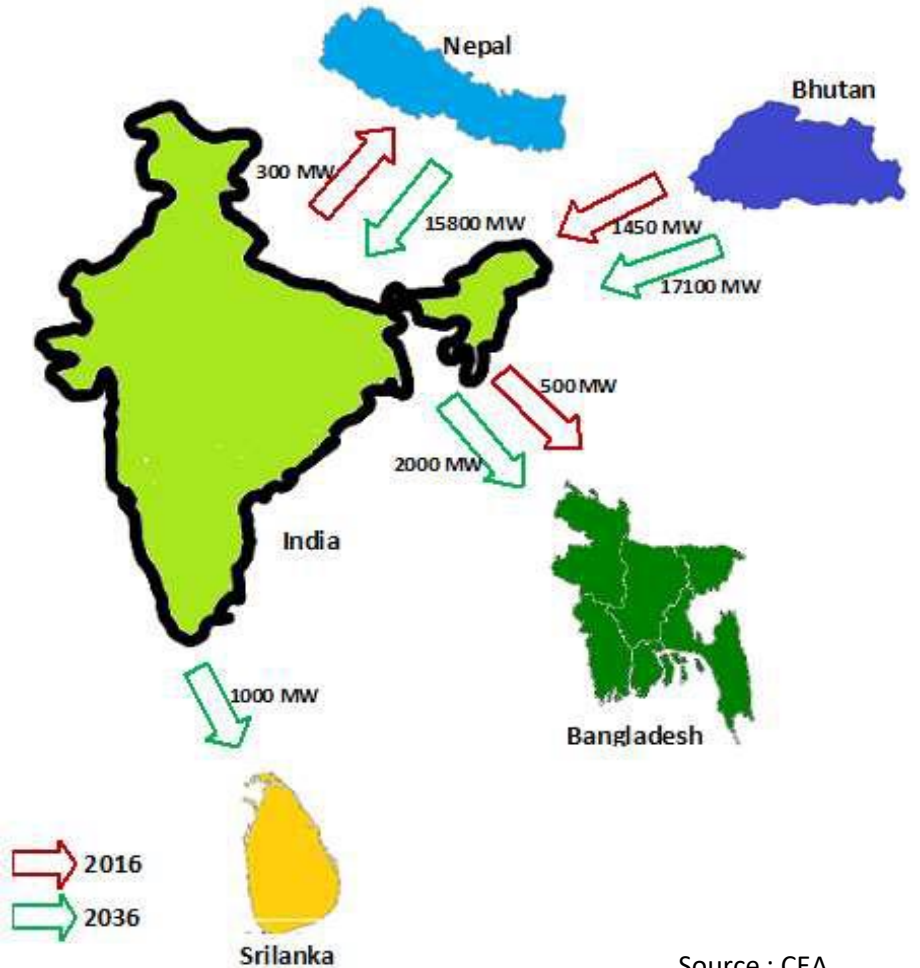 Nepal
Bhutan
300 MW
15800 MW
1450 MW
17100 MW
500 MW
2000 MW
India
1000 MW
Bangladesh
2016
2036
Srilanka
Source : CEA